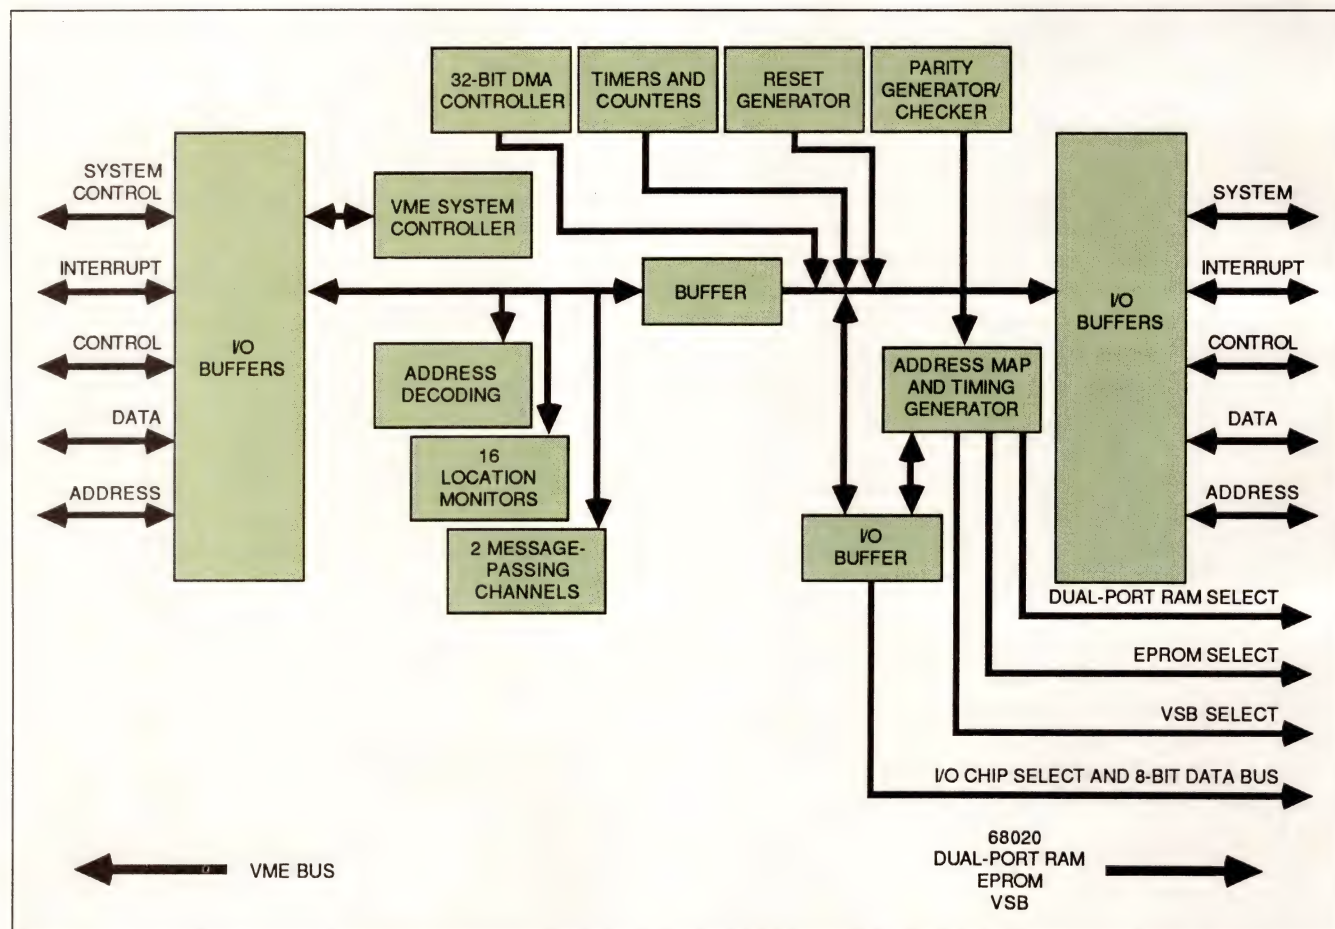 32-BIT DMA
CONTROLLER
TIMERS AND
COUNTERS
RESET
GENERATOR
PARITY
GENERATOR/
CHECKER
SYSTEM
CONTROL
INTERRUPT
CONTROL
DATA
ADDRESS
I/O
BUFFERS
VME SYSTEM
CONTROLLER
BUFFER
ADDRESS
DECODING
16
LOCATION
MONITORS
2 MESSAGE-
PASSING
CHANNELS
ADDRESS MAP
AND TIMING
GENERATOR
I/O
BUFFER
I/O
BUFFERS
SYSTEM
INTERRUPT
CONTROL
DATA
ADDRESS
DUAL-PORT RAM SELECT
EPROM SELECT
VSB SELECT
I/O CHIP SELECT AND 8-BIT DATA BUS
VME BUS
68020
DUAL-PORT RAM
EPROM
VSB